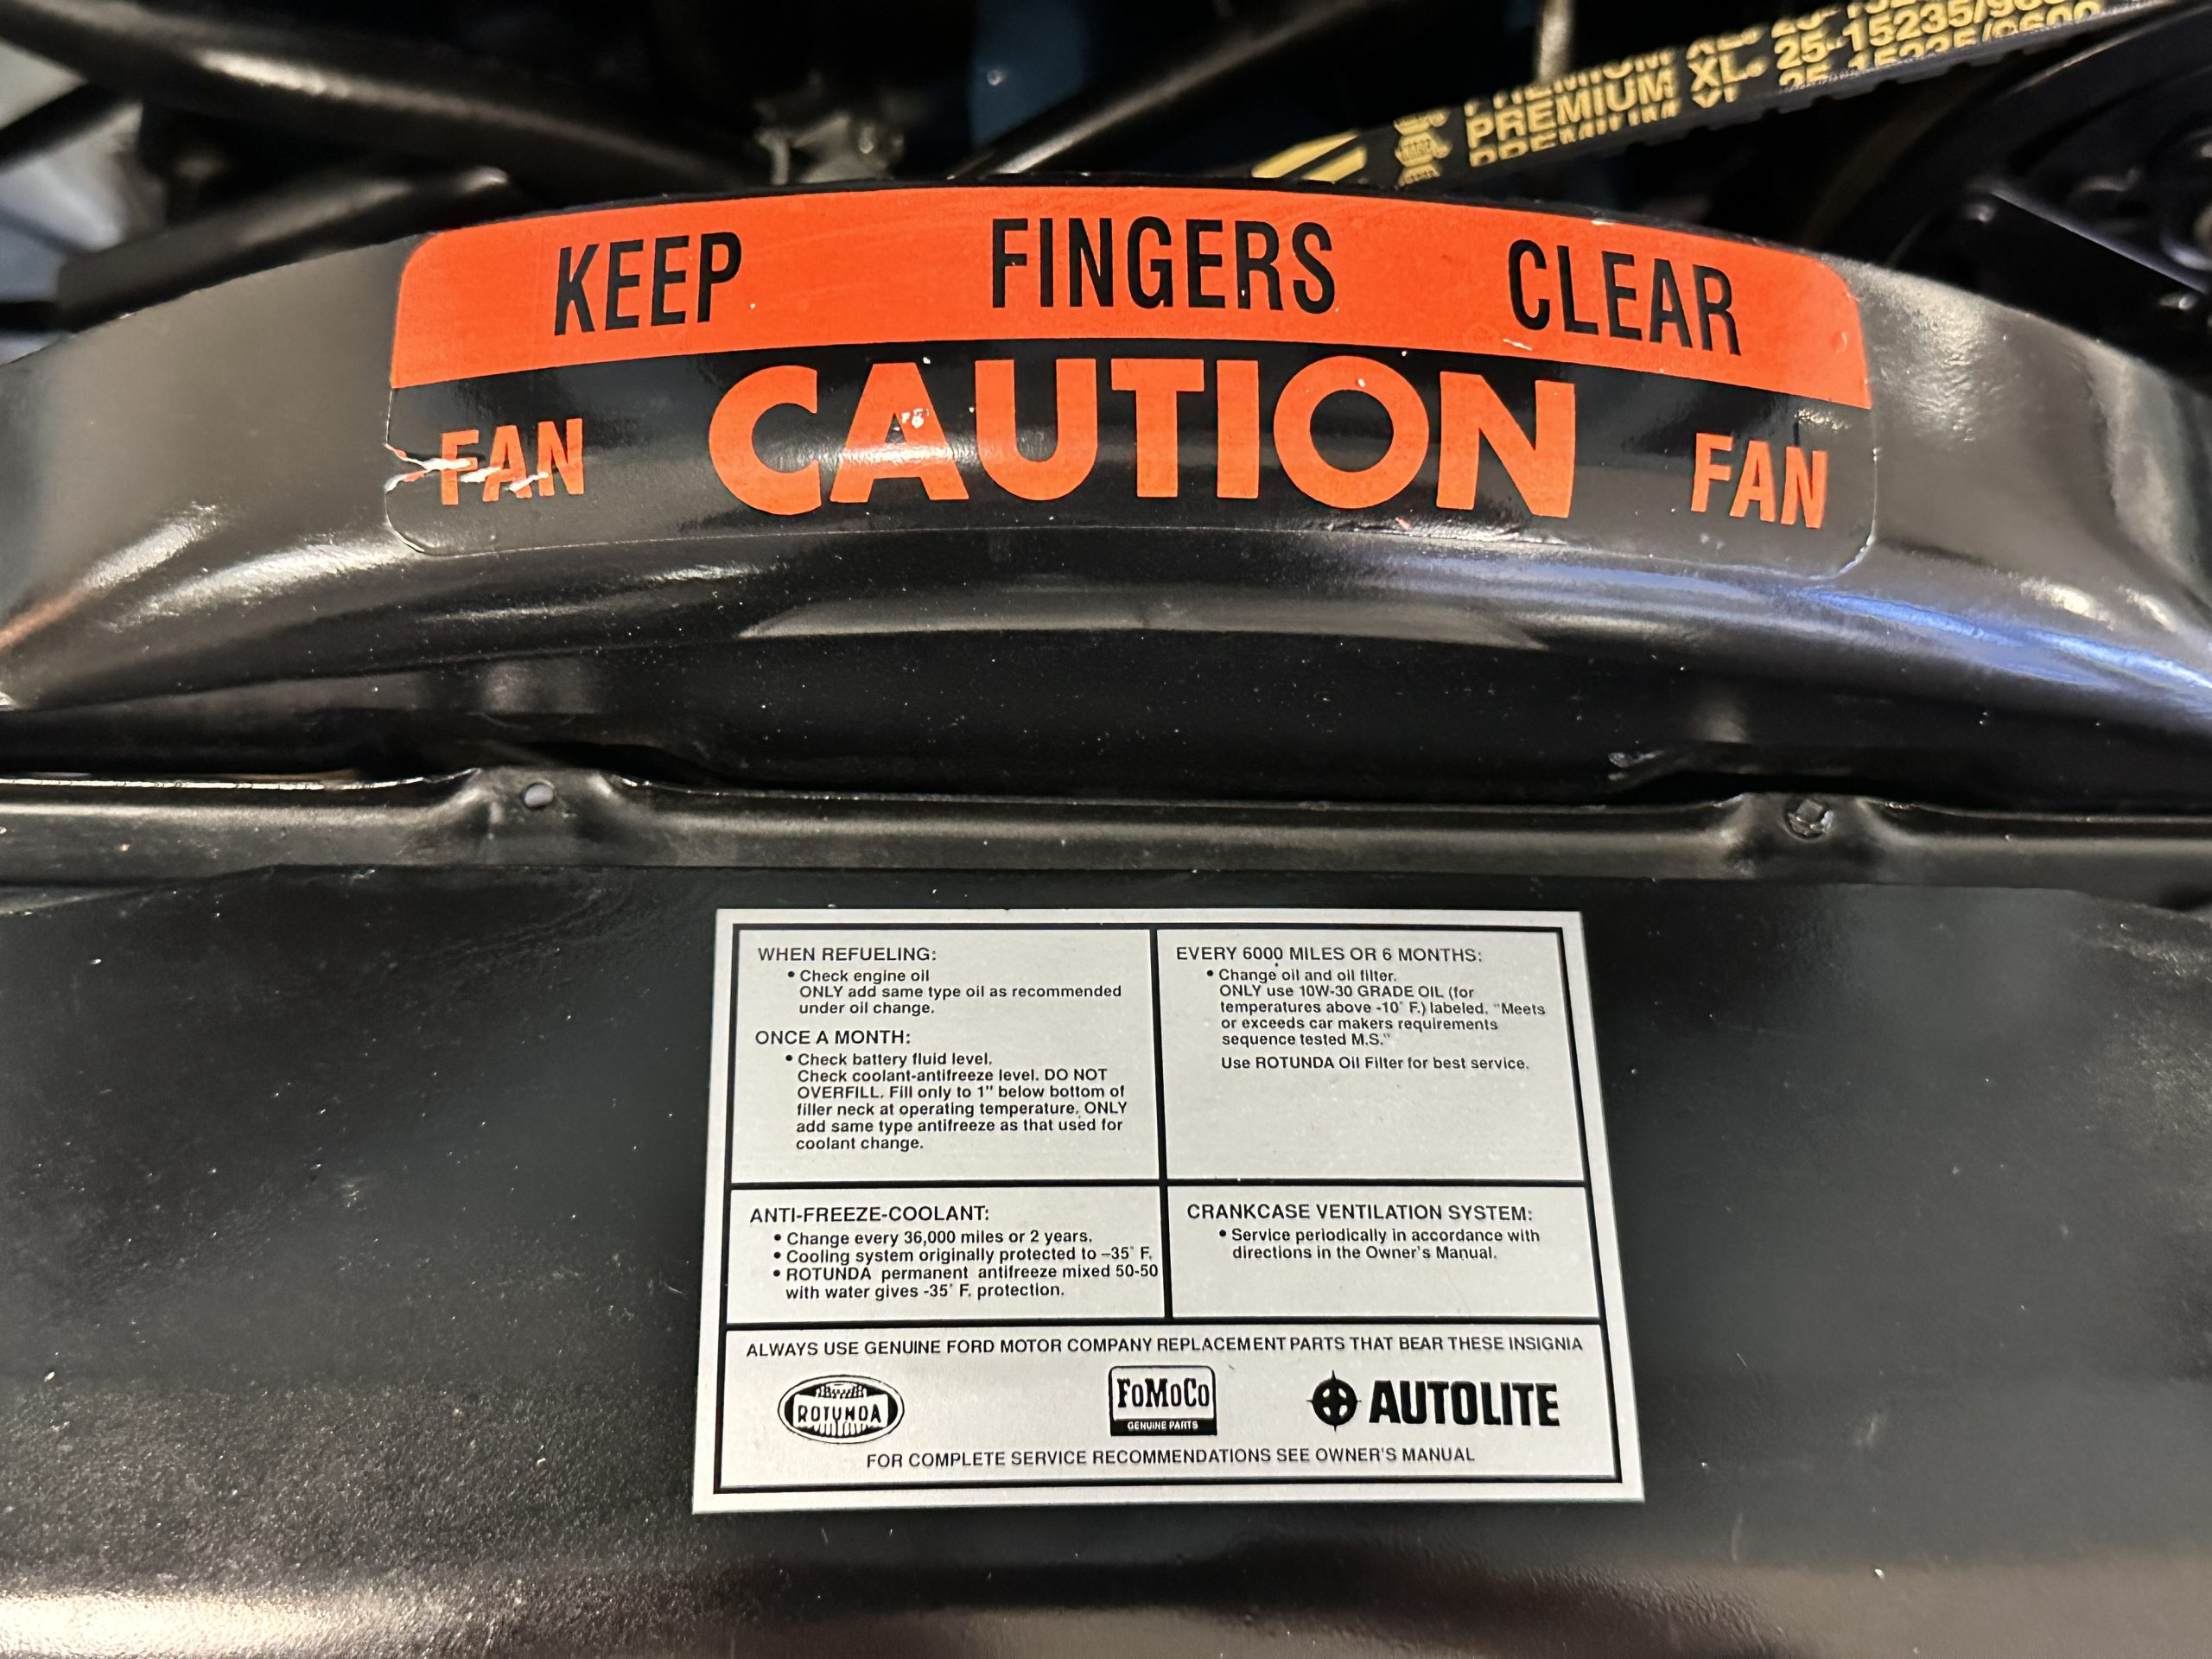 PREMIUM XL® 25-15235
KEEP FINGERS CLEAR
FAN CAUTION FAN
WHEN REFUELING:
• Check engine oil
ONLY add same type oil as recommended
under oil change.
ONCE A MONTH:
• Check battery fluid level.
Check coolant-antifreeze level. DO NOT
OVERFILL. Fill only to 1" below bottom of
filler neck at operating temperature. ONLY
add same type antifreeze as that used for
coolant change.
EVERY 6000 MILES OR 6 MONTHS:
• Change oil and oil filter.
ONLY use 10W-30 GRADE OIL (for
temperatures above -10° F.) labeled, "Meets
or exceeds car makers requirements
sequence tested M.S."
Use ROTUNDA Oil Filter for best service.
ANTI-FREEZE-COOLANT:
• Change every 36,000 miles or 2 years.
• Cooling system originally protected to –35° F.
• ROTUNDA permanent antifreeze mixed 50-50
with water gives -35° F. protection.
CRANKCASE VENTILATION SYSTEM:
• Service periodically in accordance with
directions in the Owner's Manual.
ALWAYS USE GENUINE FORD MOTOR COMPANY REPLACEMENT PARTS THAT BEAR THESE INSIGNIA
ROTUNDA
FoMoCo
GENUINE PARTS
AUTOLITE
FOR COMPLETE SERVICE RECOMMENDATIONS SEE OWNER'S MANUAL